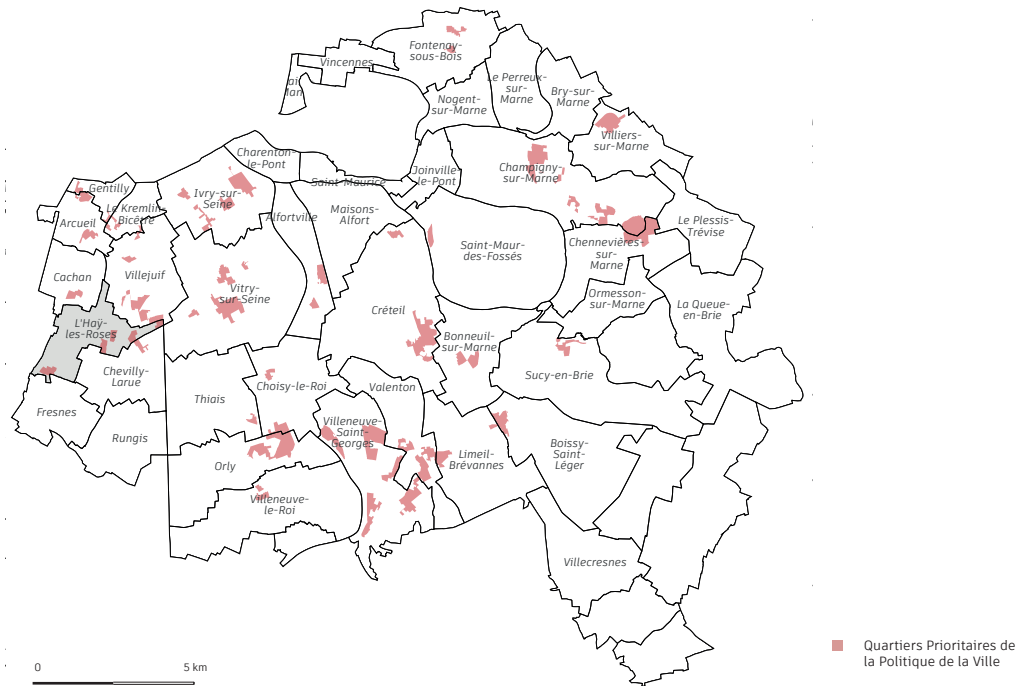 Fontenay-
sous-Bois
Vincennes
Le Perreux-
sur-
Marne
Bry-sur-
Marne
Nogent-
sur-Marne
Villiers-
sur-Marne
Charenton-
le-Pont
Saint-Maurice
Joinville-
le-Pont
Champigny-
sur-Marne
Gentilly
Le Kremlin-
Bicêtre
Ivry-sur-
Seine
Alfortville
Maisons-
Alfort
Arcueil
Le Plessis-
Trévise
Saint-Maur-
des-Fossés
Chennevières-
sur-
Marne
Cachan
Villejuif
Vitry-
sur-Seine
Ormesson-
sur-Marne
La Queue-
en-Brie
Créteil
L'Haÿ-
les-Roses
Bonneuil-
sur-Marne
Chevilly-
Larue
Sucy-en-Brie
Choisy-le-Roi
Valenton
Thiais
Fresnes
Rungis
Villeneuve-
Saint-
Georges
Orly
Limeil-
Brévannes
Boissy-
Saint-
Léger
Villeneuve-
le-Roi
Villecresnes
0 5 km
Quartiers Prioritaires de
la Politique de la Ville